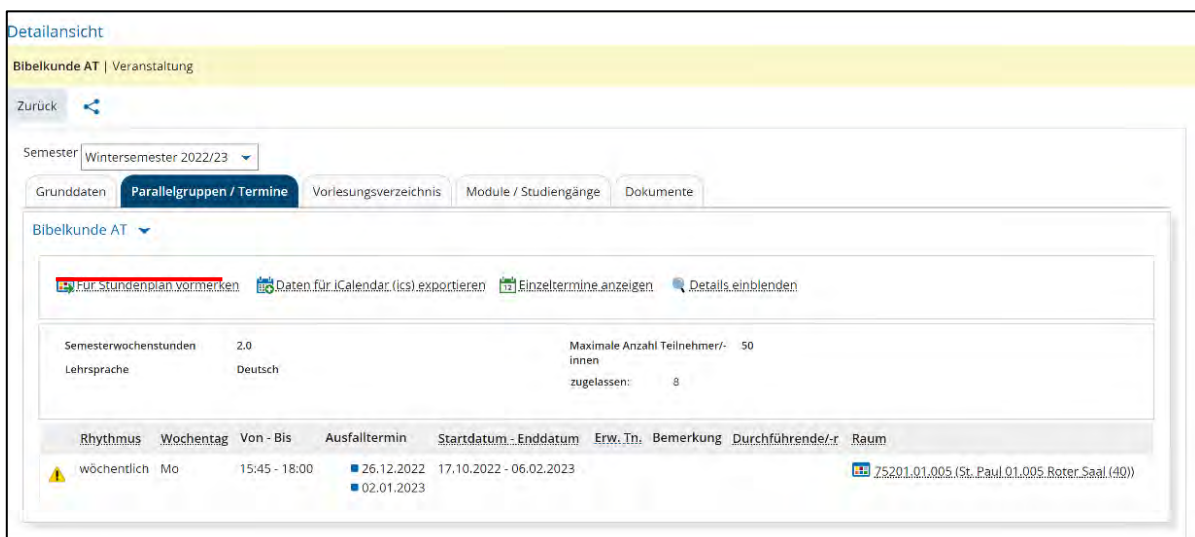 Detailansicht
Bibelkunde AT | Veranstaltung
Zurück
Semester Wintersemester 2022/23
Grunddaten Parallelgruppen / Termine Vorlesungsverzeichnis Module / Studiengänge Dokumente
Bibelkunde AT
Für Stundenplan vormerken Daten für iCalendar (ics) exportieren 12 Einzeltermine anzeigen Details einblenden
Semesterwochenstunden 2.0 Maximale Anzahl Teilnehmer/- 50
innen
Lehrsprache Deutsch
zugelassen: 8
Rhythmus Wochentag Von - Bis Ausfalltermin Startdatum - Enddatum Erw. Tn. Bemerkung Durchführende/-r Raum
wöchentlich Mo 15:45 - 18:00 26.12.2022 17.10.2022 - 06.02.2023 75201.01.005 (St. Paul 01.005 Roter Saal (40))
02.01.2023